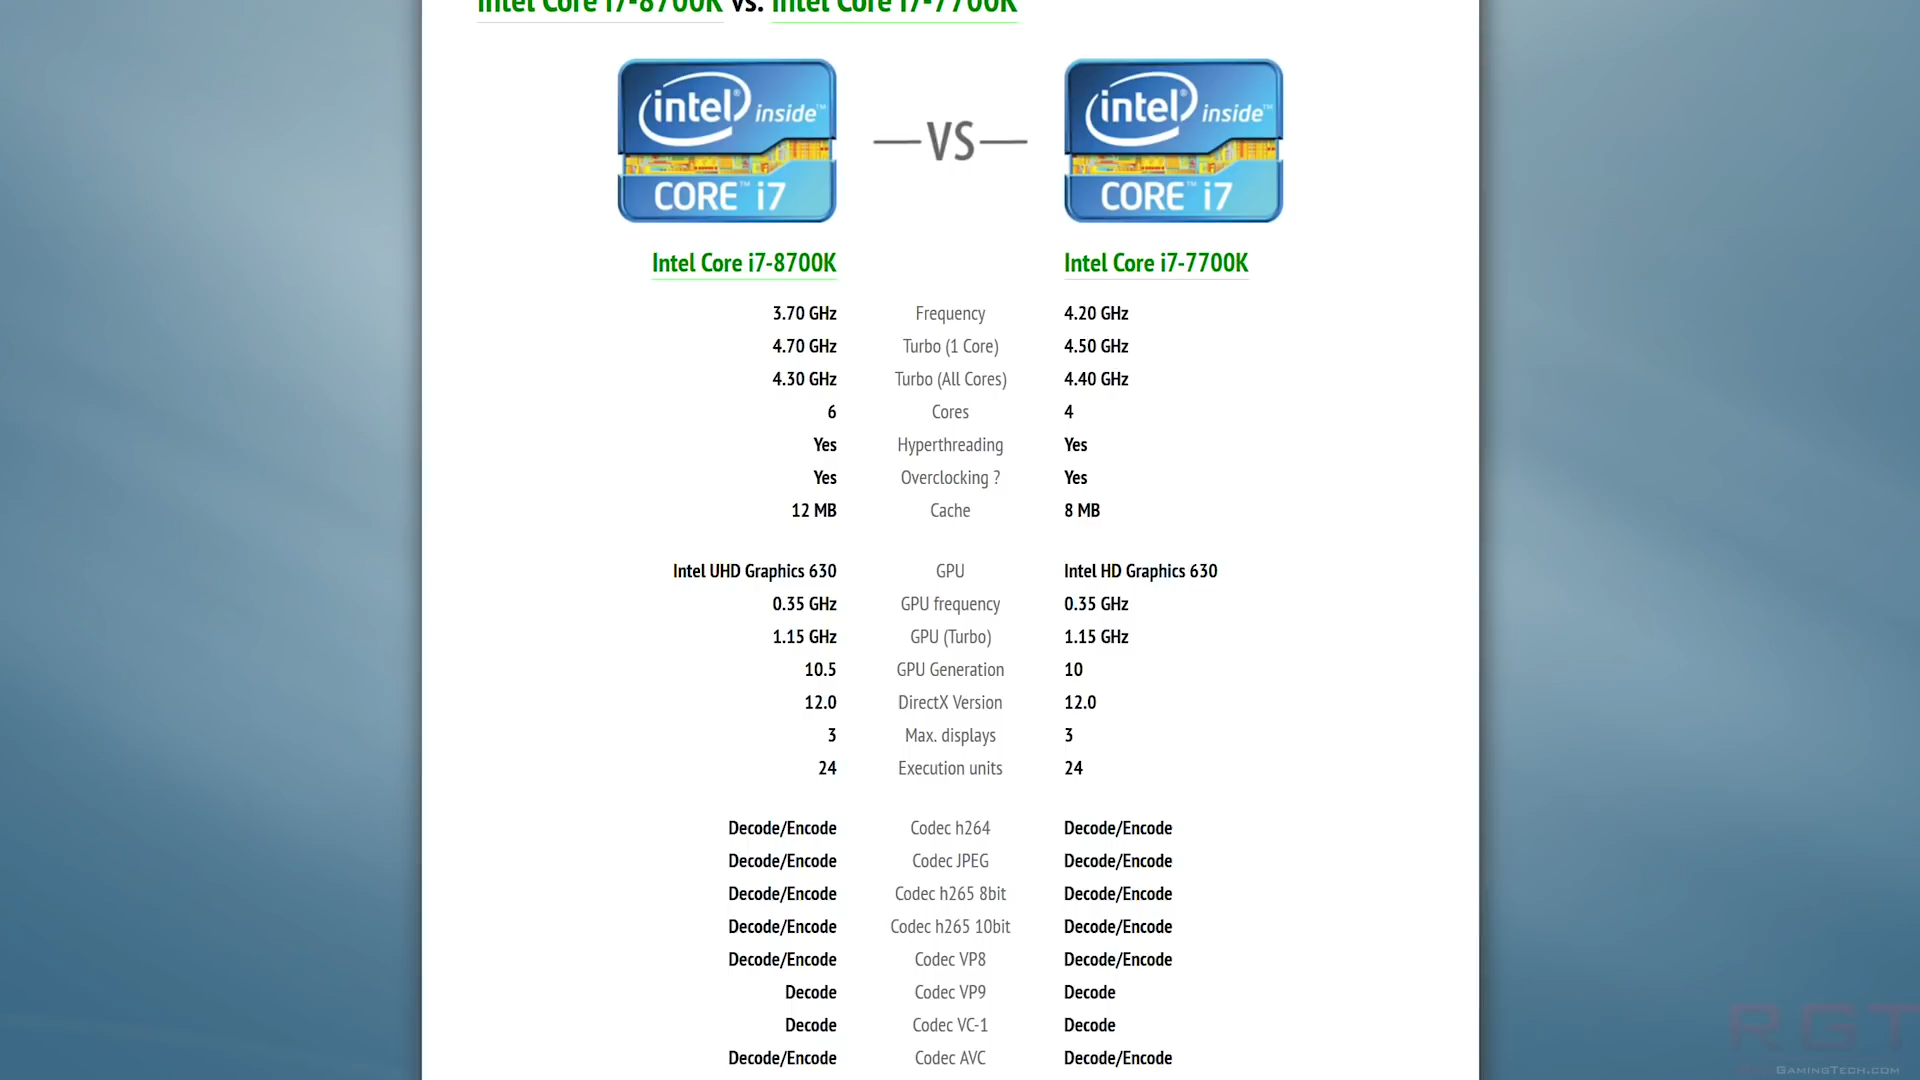 Intel Core i7-8700K vs. Intel Core i7-7700K
intel® inside™ CORE™ i7 —VS— intel® inside™ CORE™ i7
Intel Core i7-8700K Intel Core i7-7700K
3.70 GHz Frequency 4.20 GHz
4.70 GHz Turbo (1 Core) 4.50 GHz
4.30 GHz Turbo (All Cores) 4.40 GHz
6 Cores 4
Yes Hyperthreading Yes
Yes Overclocking ? Yes
12 MB Cache 8 MB
Intel UHD Graphics 630 GPU Intel HD Graphics 630
0.35 GHz GPU frequency 0.35 GHz
1.15 GHz GPU (Turbo) 1.15 GHz
10.5 GPU Generation 10
12.0 DirectX Version 12.0
3 Max. displays 3
24 Execution units 24
Decode/Encode Codec h264 Decode/Encode
Decode/Encode Codec JPEG Decode/Encode
Decode/Encode Codec h265 8bit Decode/Encode
Decode/Encode Codec h265 10bit Decode/Encode
Decode/Encode Codec VP8 Decode/Encode
Decode Codec VP9 Decode
Decode Codec VC-1 Decode
Decode/Encode Codec AVC Decode/Encode
RGT
GamingTech.com